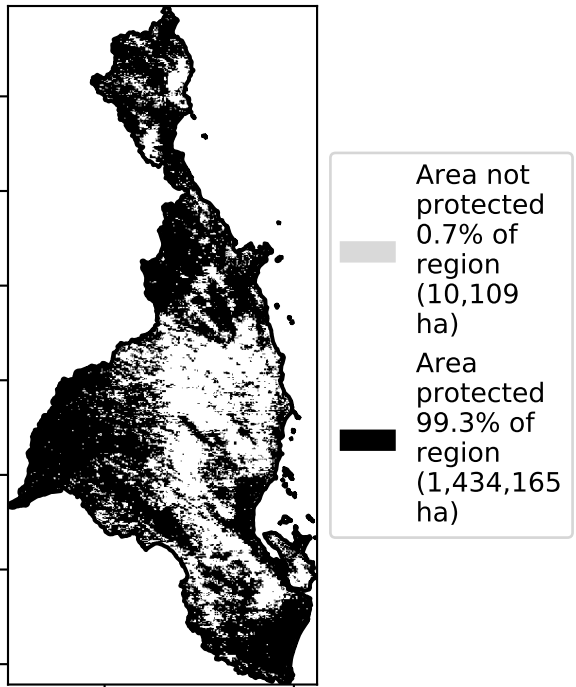 Area not
protected
0.7% of
region
(10,109
ha)
Area
protected
99.3% of
region
(1,434,165
ha)